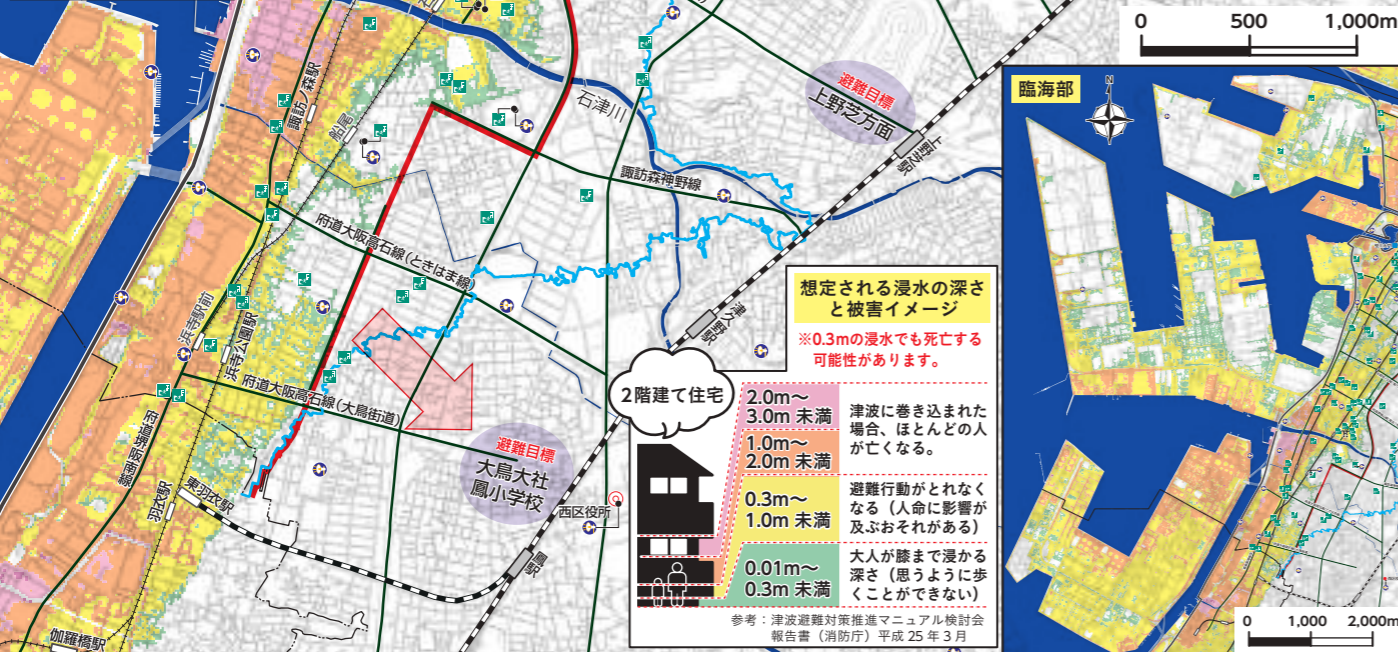 0 500 1,000m
臨海部
N
諏訪ノ森駅
船尾
石津川
避難目標
上野芝方面
上野芝駅
諏訪森神野線
府道大阪高石線（ときはま線）
浜寺駅前
浜寺公園駅
府道大阪高石線（大鳥街道）
府道堺阪南線
羽衣駅
東羽衣駅
伽羅橋駅
津久野駅
避難目標
大鳥大社
鳳小学校
西区役所
鳳駅
想定される浸水の深さ
と被害イメージ
※0.3mの浸水でも死亡する
可能性があります。
2階建て住宅
2.0m〜
3.0m 未満
1.0m〜
2.0m 未満
津波に巻き込まれた
場合、ほとんどの人
が亡くなる。
0.3m〜
1.0m 未満
避難行動がとれなく
なる（人命に影響が
及ぶおそれがある）
0.01m〜
0.3m 未満
大人が膝まで浸かる
深さ（思うように歩
くことができない）
参考：津波避難対策推進マニュアル検討会
報告書（消防庁）平成 25 年 3 月
0 1,000 2,000m